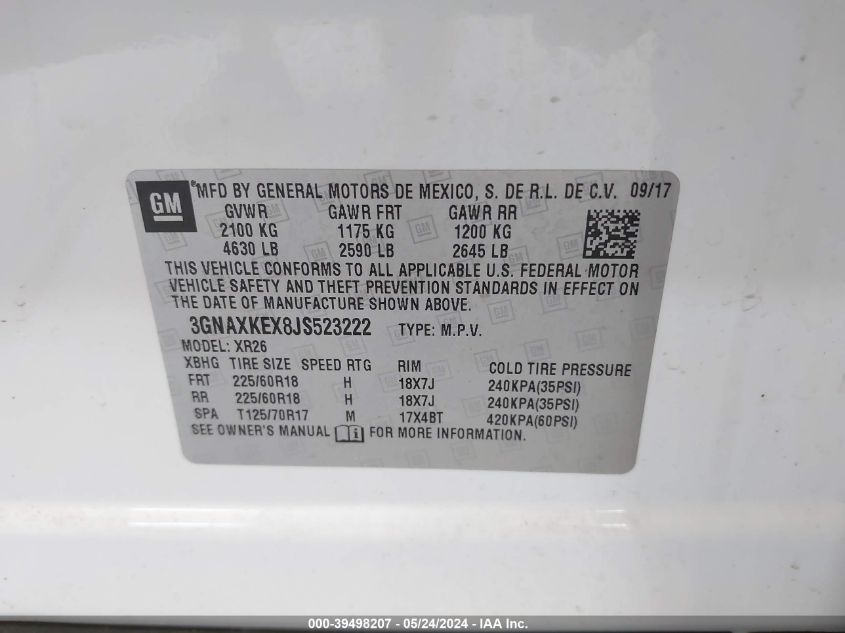 GM ®MFD BY GENERAL MOTORS DE MEXICO, S. DE R.L. DE C.V. 09/17
GVWR GAWR FRT GAWR RR
2100 KG 1175 KG 1200 KG
4630 LB 2590 LB 2645 LB
THIS VEHICLE CONFORMS TO ALL APPLICABLE U.S. FEDERAL MOTOR
VEHICLE SAFETY AND THEFT PREVENTION STANDARDS IN EFFECT ON
THE DATE OF MANUFACTURE SHOWN ABOVE.
3GNAXKEX8JS523222 TYPE: M.P.V.
MODEL: XR26
XBHG TIRE SIZE SPEED RTG RIM COLD TIRE PRESSURE
FRT 225/60R18 H 18X7J 240KPA(35PSI)
RR 225/60R18 H 18X7J 240KPA(35PSI)
SPA T125/70R17 M 17X4BT 420KPA(60PSI)
SEE OWNER'S MANUAL FOR MORE INFORMATION.
000-39498207 - 05/24/2024 - IAA Inc.